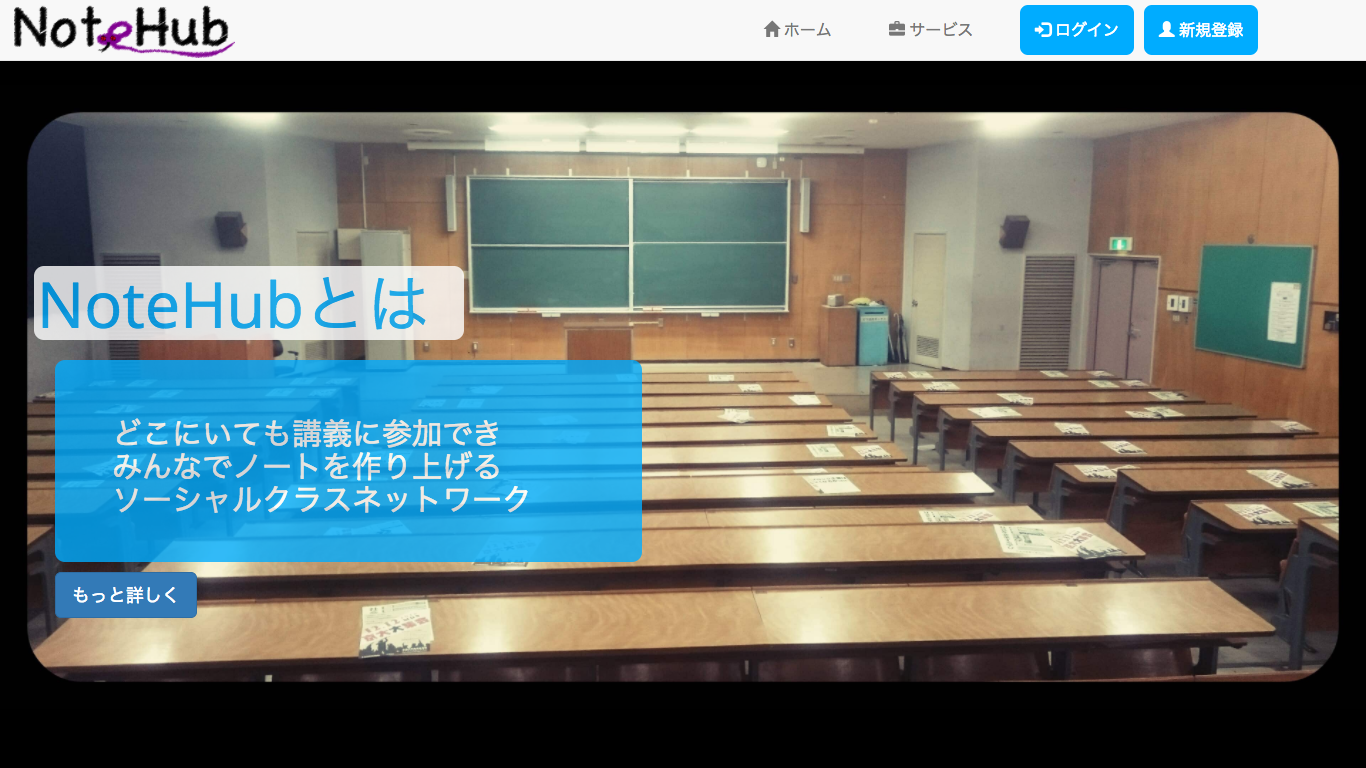 NoteHub
ホーム
サービス
ログイン
新規登録
NoteHubとは
どこにいても講義に参加でき
みんなでノートを作り上げる
ソーシャルクラスネットワーク
もっと詳しく